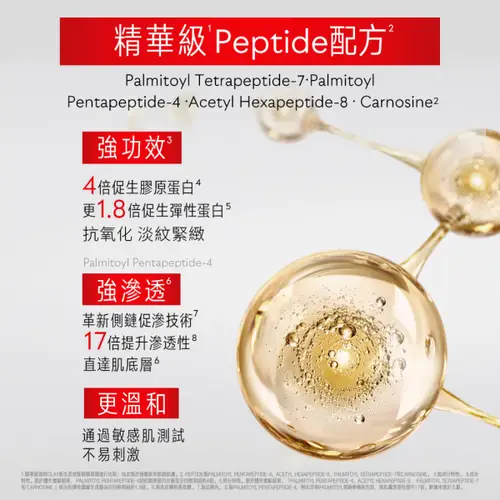 精華級¹Peptide配方²
Palmitoyl Tetrapeptide-7·Palmitoyl
Pentapeptide-4 ·Acetyl Hexapeptide-8 · Carnosine²
強功效³
4倍促生膠原蛋白⁴
更1.8倍促生彈性蛋白⁵
抗氧化 淡紋緊緻
Palmitoyl Pentapeptide-4
強滲透⁶
革新側鏈促滲技術⁷
17倍提升滲透性⁸
直達肌底層⁶
更溫和
通過敏感肌測試
不易刺激